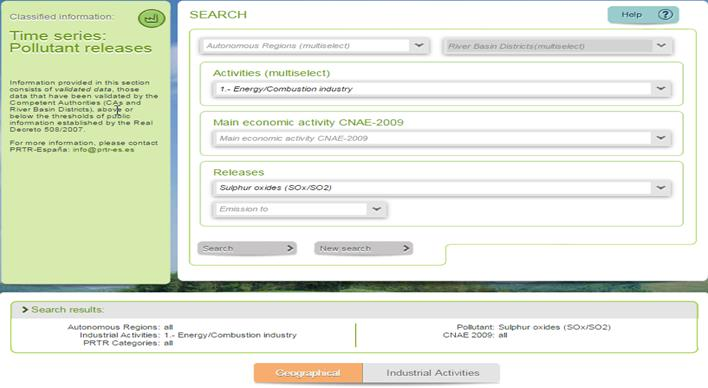 Classified information:
Time series:
Pollutant releases
Information provided in this section
consists of validated data, those
data that have been validated by the
Competent Authorities (CAs and
River Basin Districts), above or
below the thresholds of public
information established by the Real
Decreto 508/2007.
For more information, please contact
PRTR-España: info@prtr-es.es
SEARCH
Help ?
Autonomous Regions (multiselect)
River Basin Districts(multiselect)
Activities (multiselect)
1.- Energy/Combustion industry
Main economic activity CNAE-2009
Main economic activity CNAE-2009
Releases
Sulphur oxides (SOx/SO2)
Emission to
Search
New search
Search results:
Autonomous Regions: all
Industrial Activities: 1.- Energy/Combustion industry
PRTR Categories: all
Pollutant: Sulphur oxides (SOx/SO2)
CNAE 2009: all
Geographical
Industrial Activities